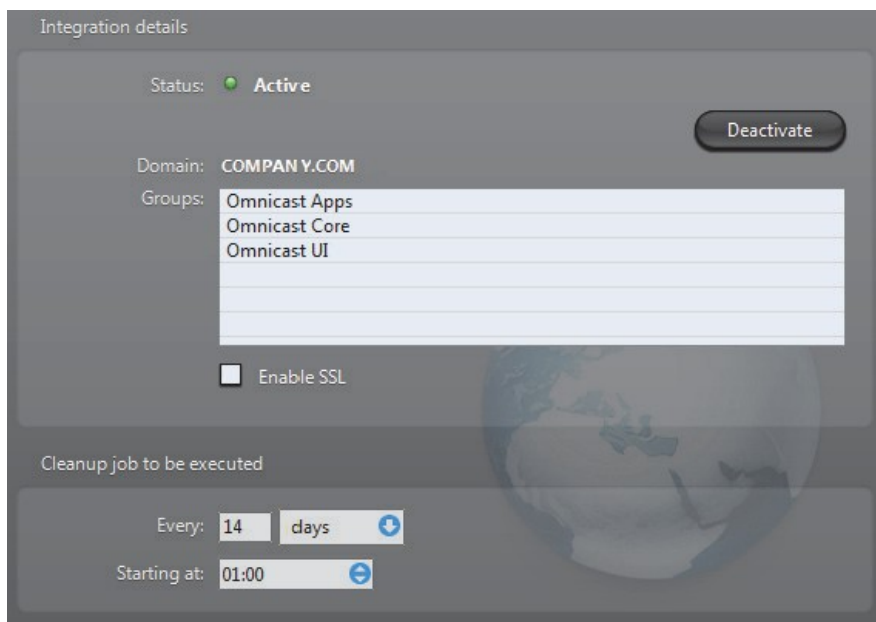 Integration details
Status: Active
Deactivate
Domain: COMPANY.COM
Groups: Omnicast Apps
Omnicast Core
Omnicast UI
Enable SSL
Cleanup job to be executed
Every: 14 days
Starting at: 01:00